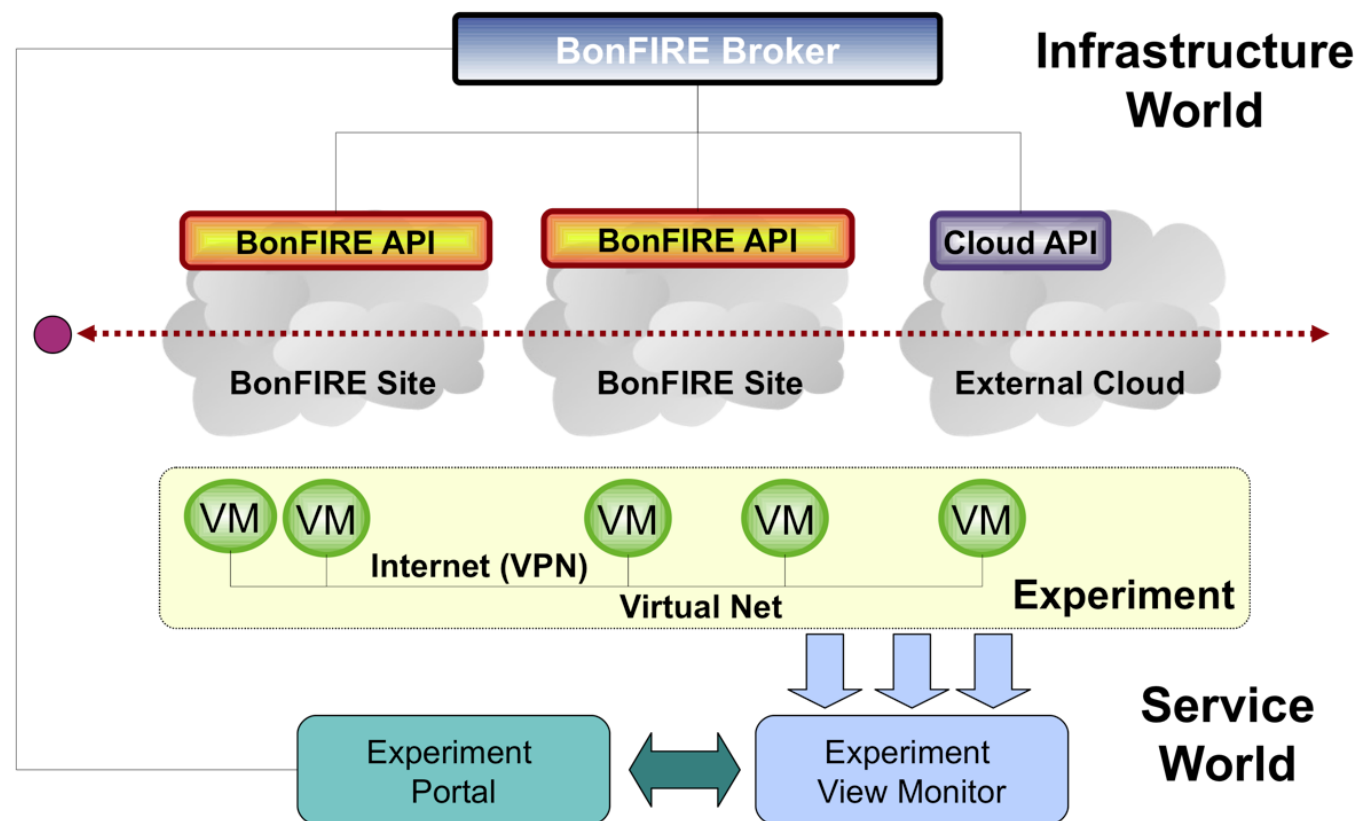 BonFIRE Broker
Infrastructure
World
BonFIRE API
BonFIRE API
Cloud API
BonFIRE Site
BonFIRE Site
External Cloud
VM
VM
VM
VM
VM
Internet (VPN)
Virtual Net
Experiment
Service
World
Experiment
Portal
Experiment
View Monitor